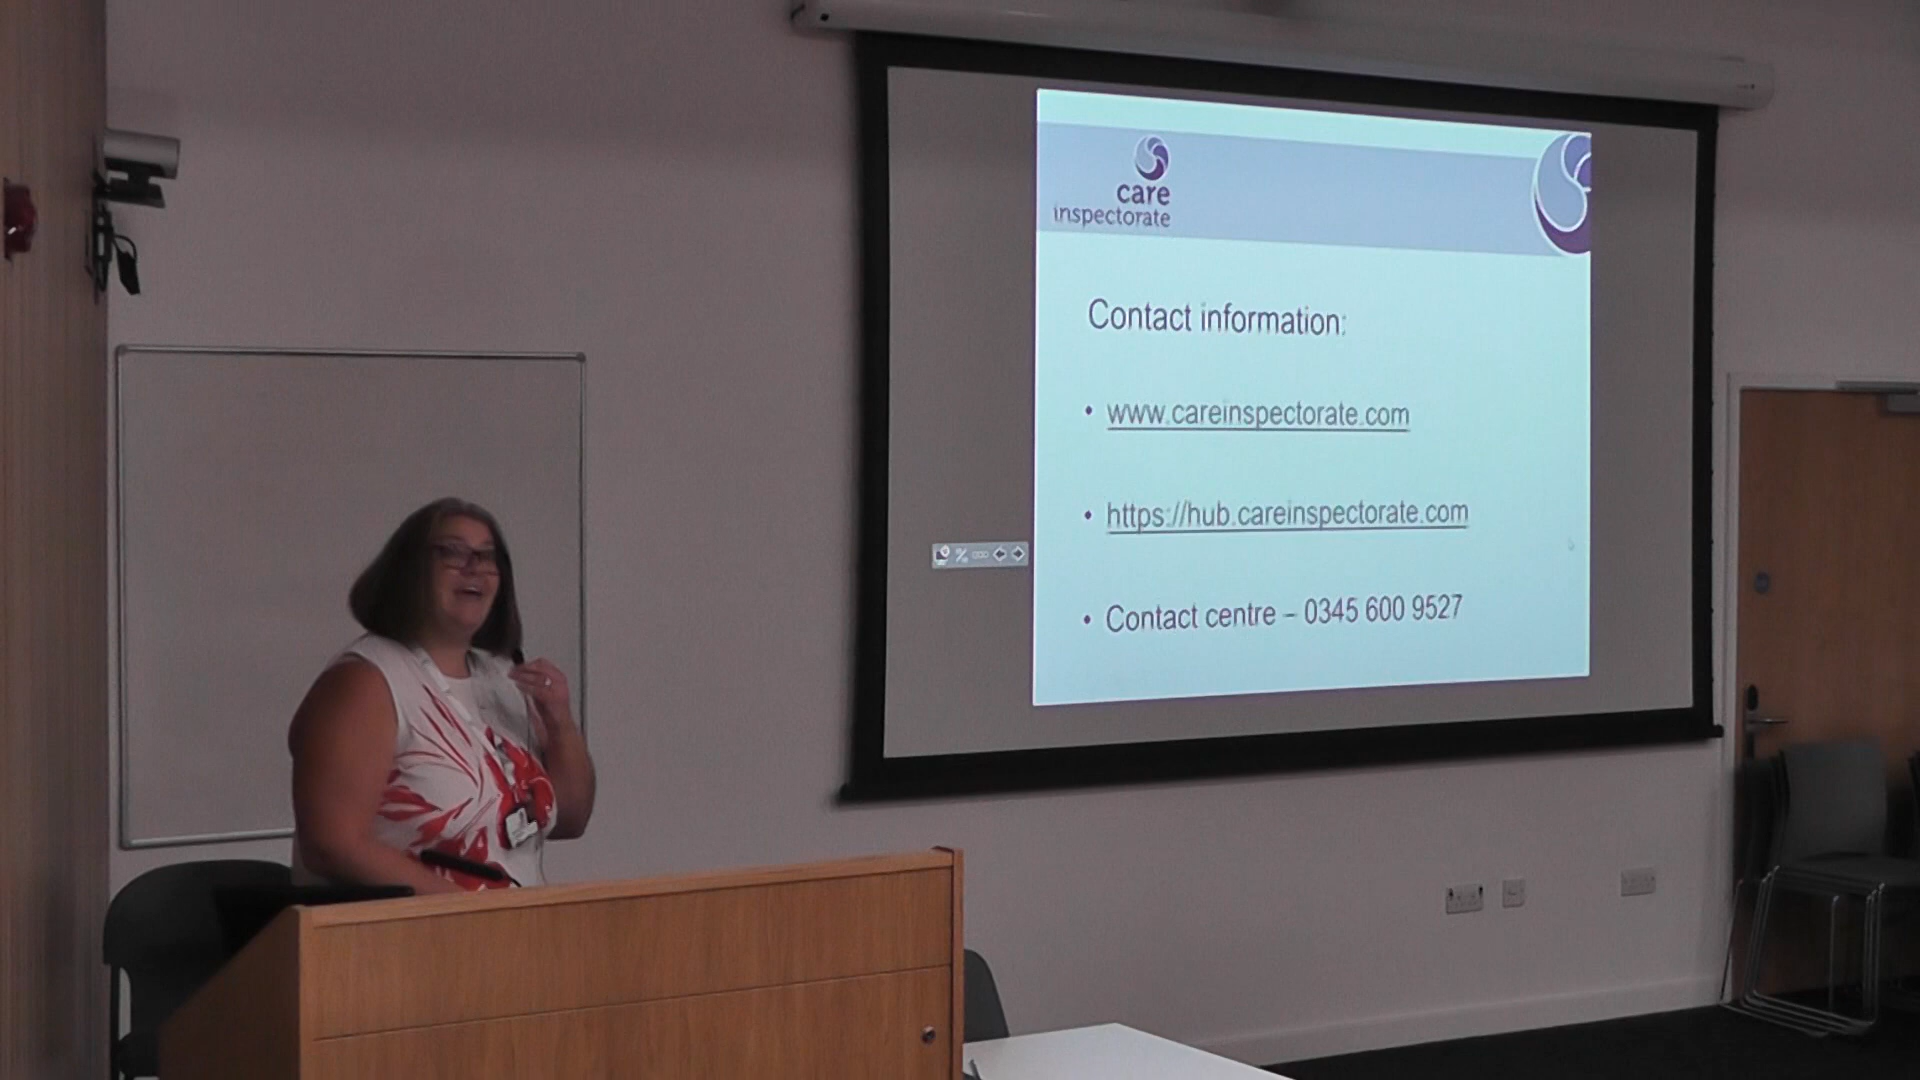 care
inspectorate
Contact information:
• www.careinspectorate.com
• https://hub.careinspectorate.com
• Contact centre – 0345 600 9527